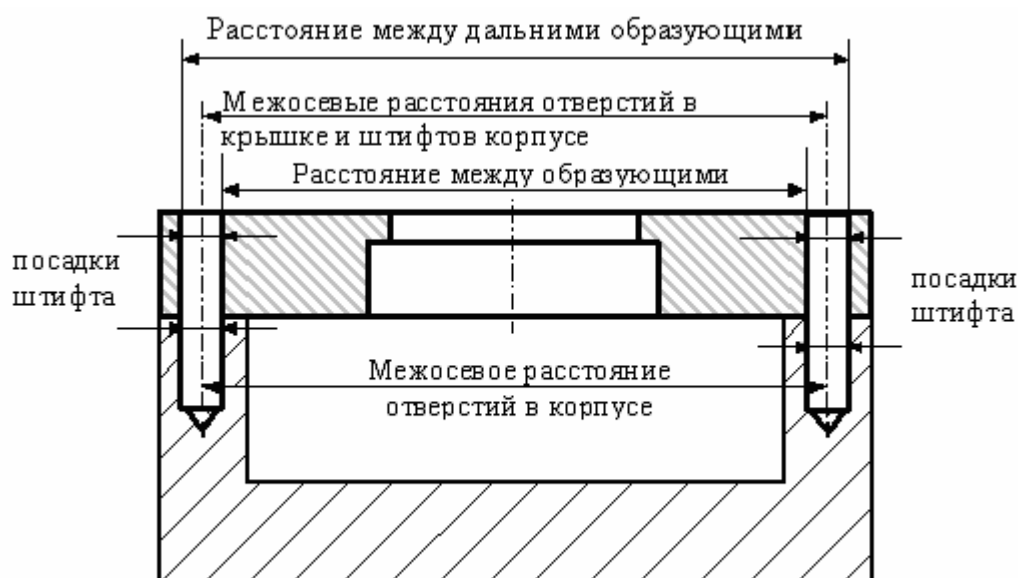 Расстояние между дальними образующими
Межосевые расстояния отверстий в
крышке и штифтов корпусе
Расстояние между образующими
посадки
штифта
посадки
штифта
Межосевое расстояние
отверстий в корпусе